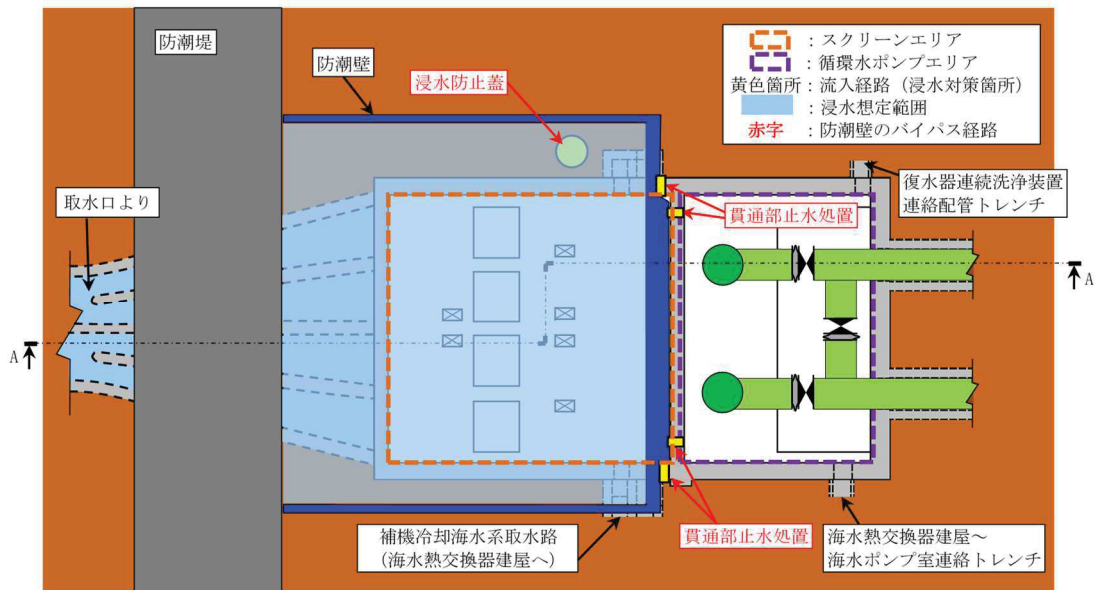 防潮堤
防潮壁
浸水防止蓋
：スクリーンエリア
：循環水ポンプエリア
黄色箇所：流入経路（浸水対策箇所）
：浸水想定範囲
赤字：防潮壁のバイパス経路
取水口より
復水器連続洗浄装置
連絡配管トレンチ
貫通部止水処置
A
A
補機冷却海水系取水路
（海水熱交換器建屋へ）
貫通部止水処置
海水熱交換器建屋～
海水ポンプ室連絡トレンチ